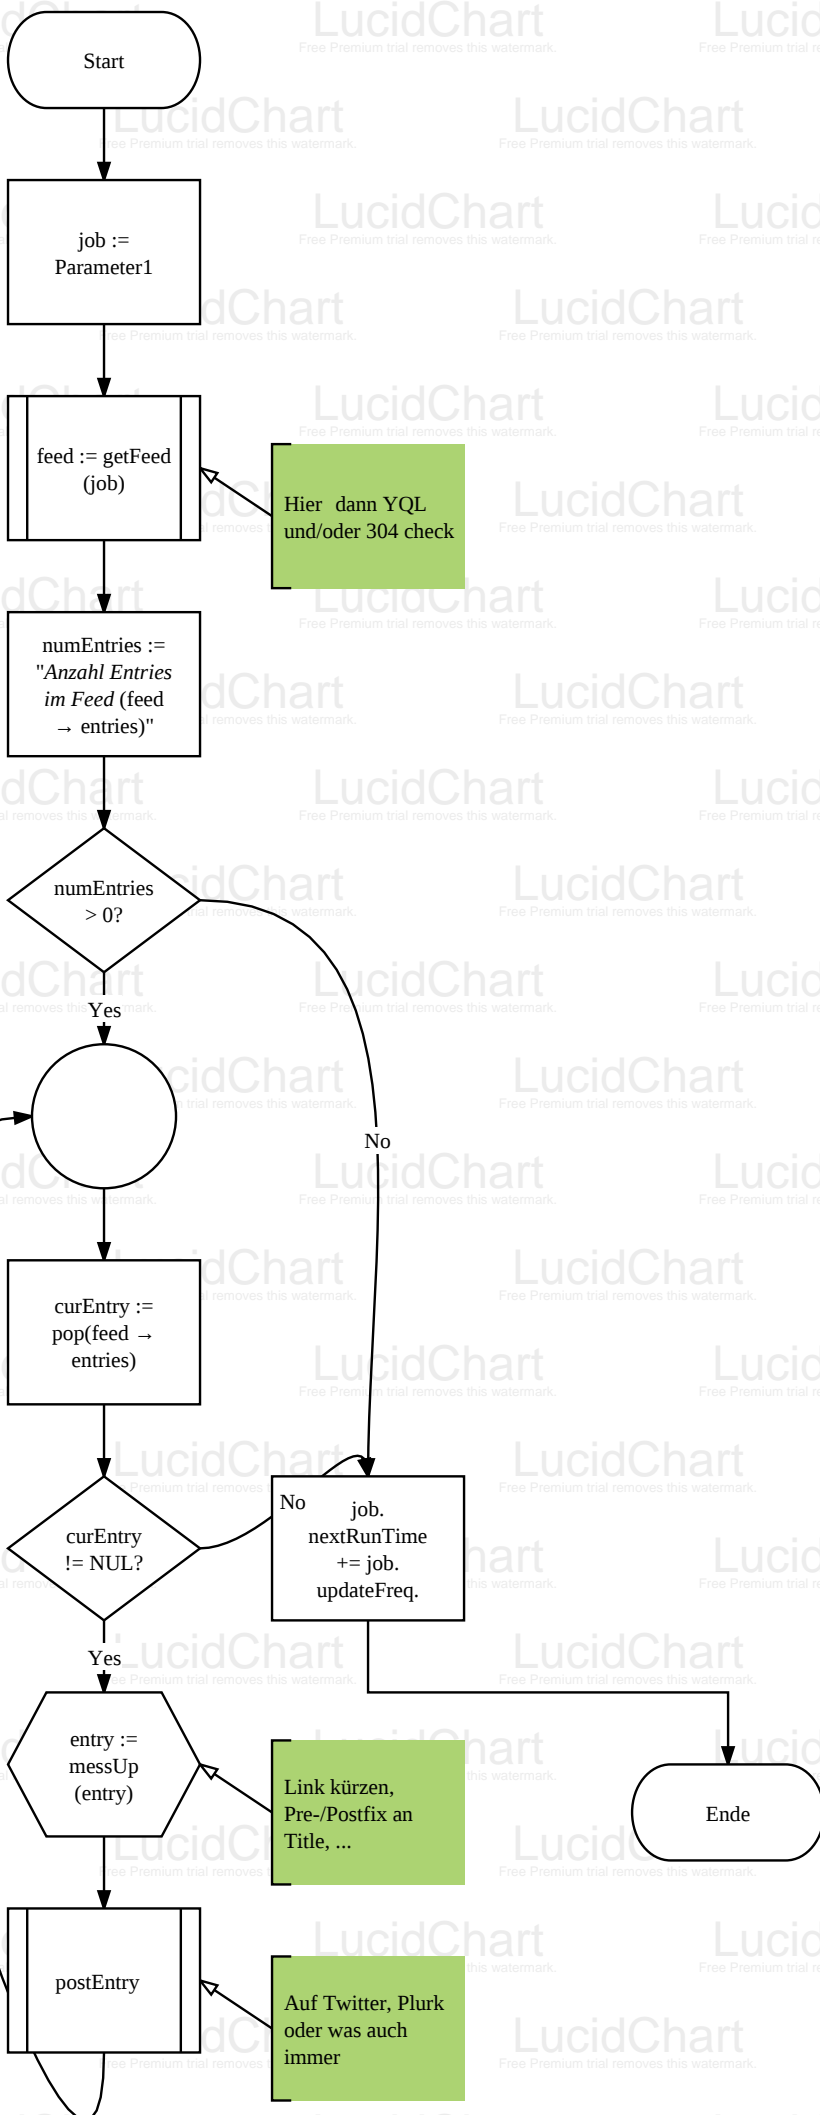 Start
job :=
Parameter1
feed := getFeed
(job)
Hier dann YQL
und/oder 304 check
numEntries :=
"Anzahl Entries
im Feed (feed
→ entries)"
numEntries
> 0?
Yes
No
curEntry :=
pop(feed →
entries)
curEntry
!= NUL?
No
job.
nextRunTime
+= job.
updateFreq.
Yes
entry :=
messUp
(entry)
Link kürzen,
Pre-/Postfix an
Title, ...
Ende
postEntry
Auf Twitter, Plurk
oder was auch
immer
LucidChart
Free Premium trial removes this watermark.